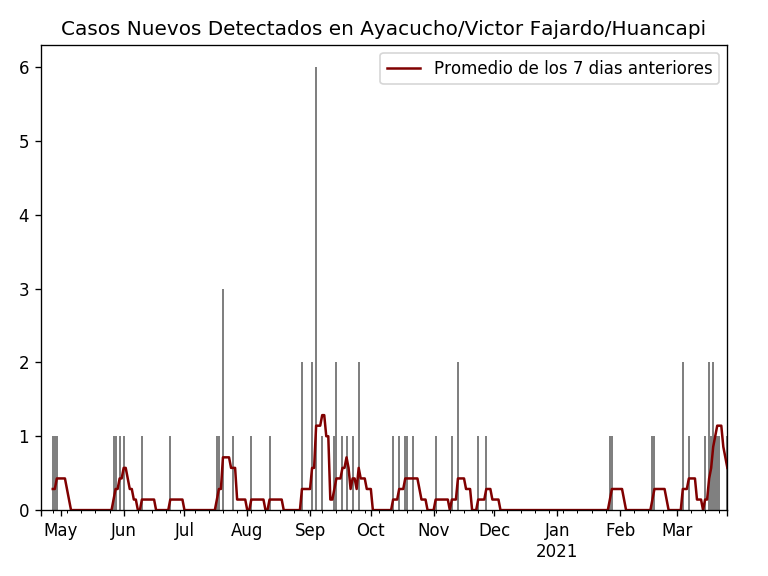 Casos Nuevos Detectados en Ayacucho/Victor Fajardo/Huancapi
Promedio de los 7 dias anteriores
6
5
4
3
2
1
0
May Jun Jul Aug Sep Oct Nov Dec Jan Feb Mar
2021